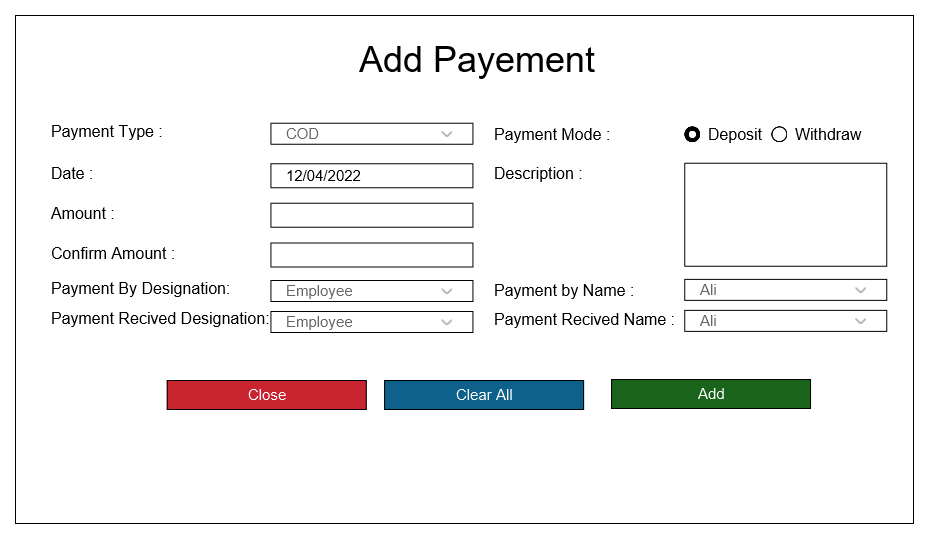 Add Payement
Payment Type : COD Payment Mode : Deposit Withdraw
Date : 12/04/2022 Description :
Amount :
Confirm Amount :
Payment By Designation: Employee Payment by Name : Ali
Payment Recived Designation: Employee Payment Recived Name : Ali
Close Clear All Add